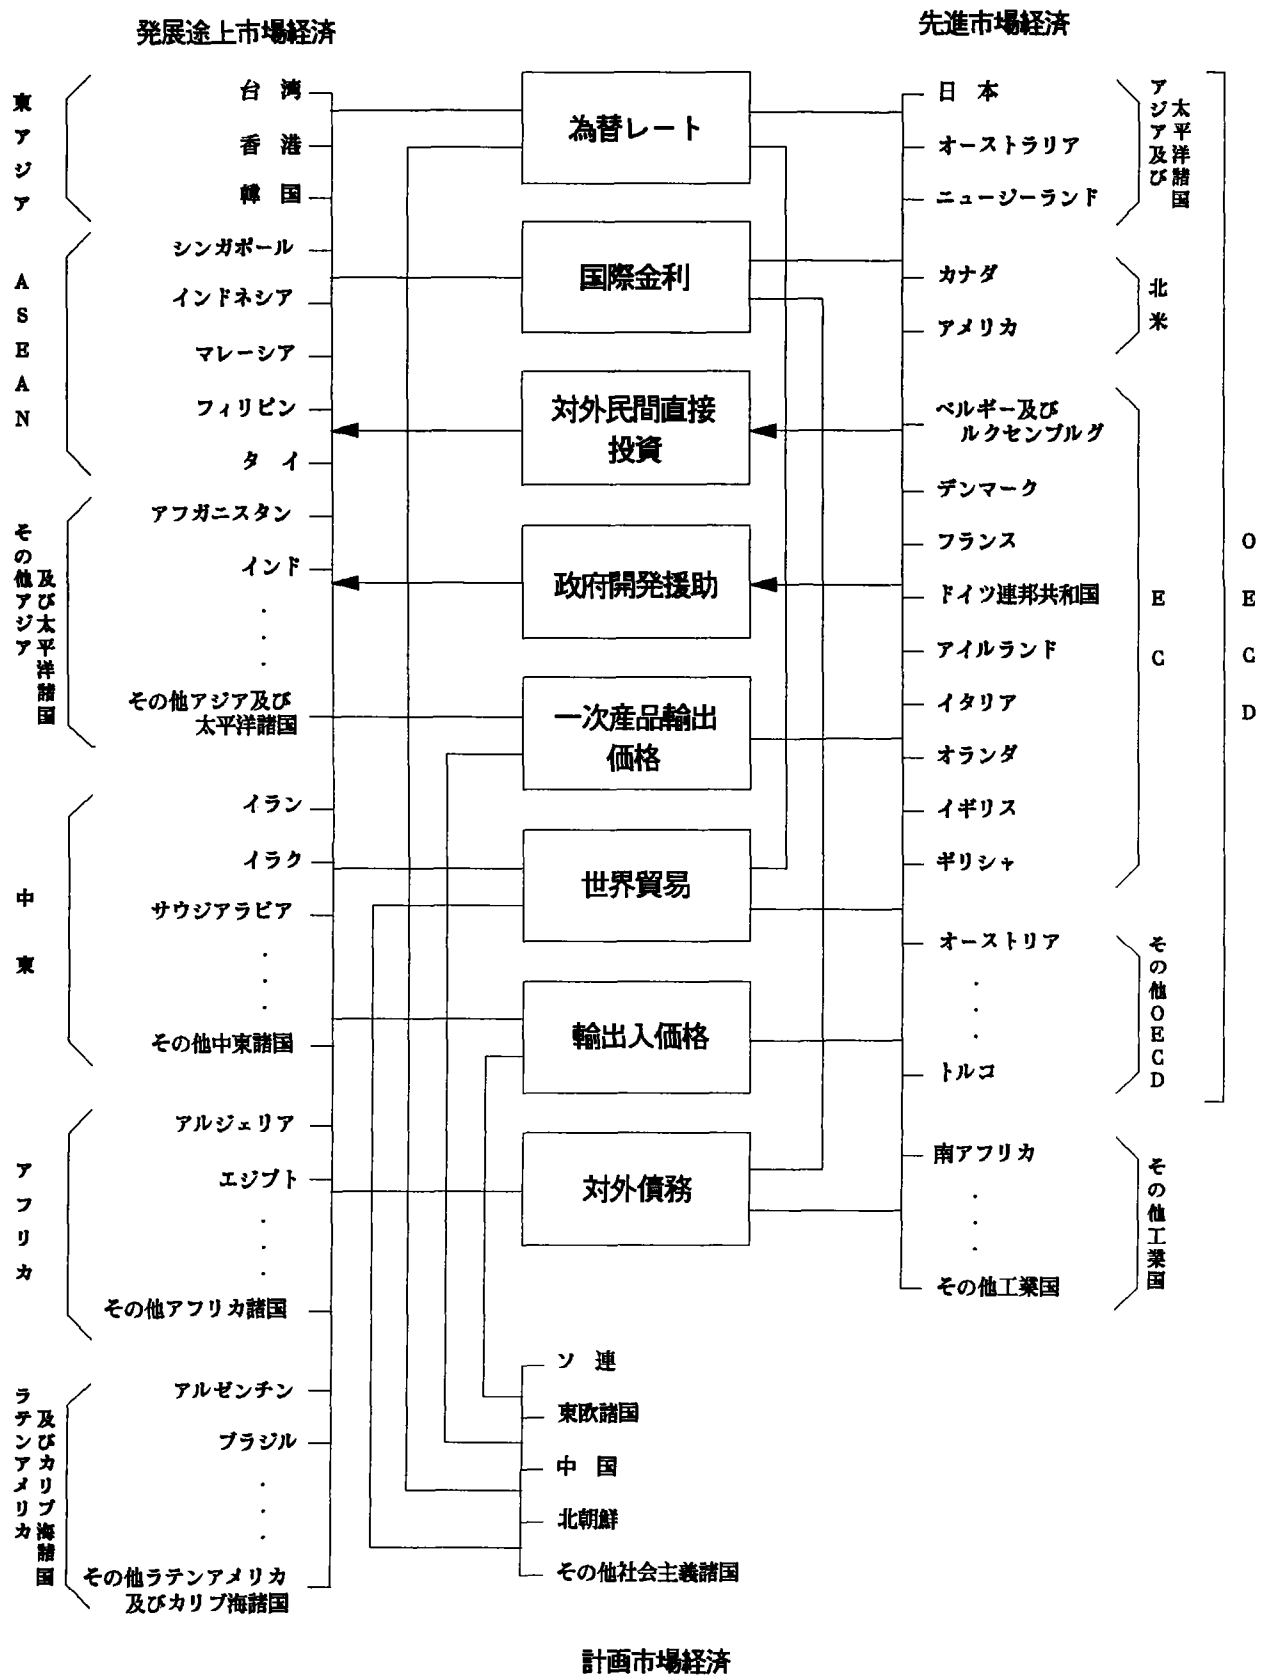 発展途上市場経済
東アジア
台湾
香港
韓国
ASEAN
シンガポール
インドネシア
マレーシア
フィリピン
タイ
その他アジア
及び太平洋諸国
アフガニスタン
インド
その他アジア及び
太平洋諸国
中東
イラン
イラク
サウジアラビア
その他中東諸国
アフリカ
アルジェリア
エジプト
その他アフリカ諸国
ラテンアメリカ
及びカリブ海諸国
アルゼンチン
ブラジル
その他ラテンアメリカ
及びカリブ海諸国
為替レート
国際金利
対外民間直接
投資
政府開発援助
一次産品輸出
価格
世界貿易
輸出入価格
対外債務
先進市場経済
日本
オーストラリア
ニュージーランド
アジア及び
太平洋諸国
カナダ
アメリカ
北米
ベルギー及び
ルクセンブルグ
デンマーク
フランス
ドイツ連邦共和国
アイルランド
イタリア
オランダ
イギリス
ギリシャ
EC
オーストリア
トルコ
その他OECD
OECD
南アフリカ
その他工業国
その他工業国
ソ連
東欧諸国
中国
北朝鮮
その他社会主義諸国
計画市場経済